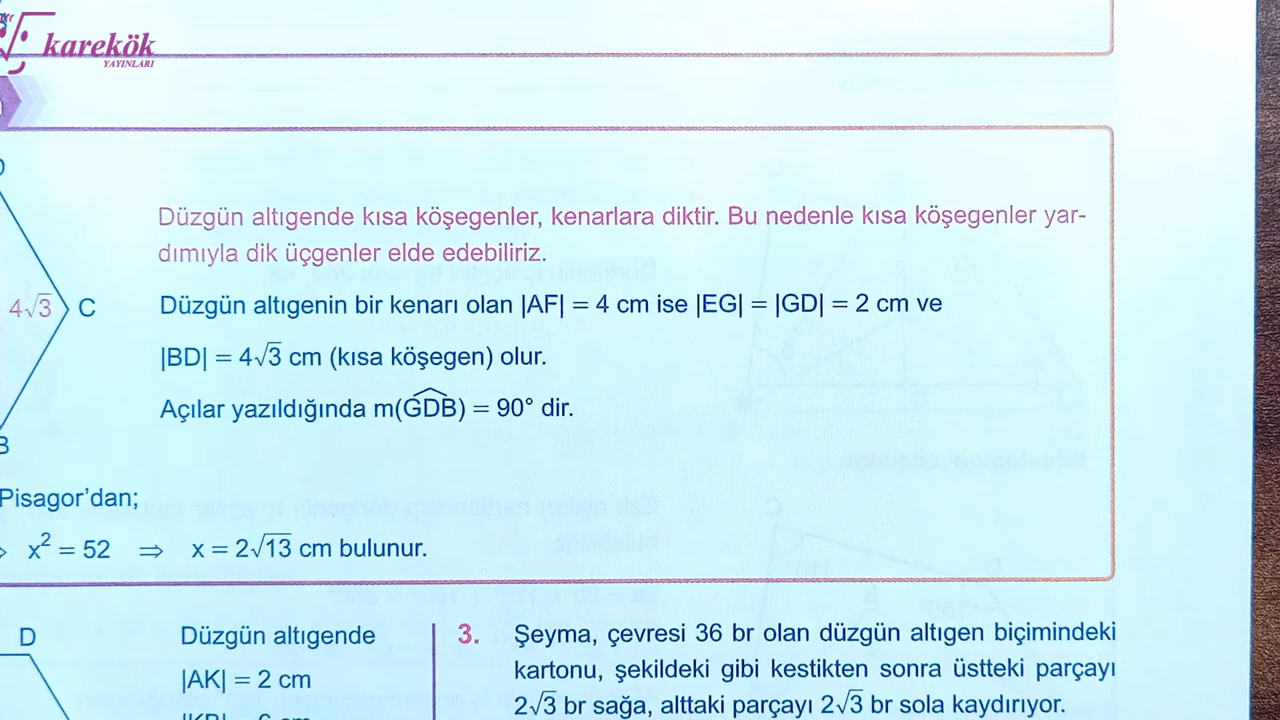 karekök
YAYINLARI
Düzgün altıgende kısa köşegenler, kenarlara diktir. Bu nedenle kısa köşegenler yar-
dımıyla dik üçgenler elde edebiliriz.
4√3 C
Düzgün altıgenin bir kenarı olan |AF| = 4 cm ise |EG| = |GD| = 2 cm ve
|BD| = 4√3 cm (kısa köşegen) olur.
Açılar yazıldığında m(GDB) = 90° dir.
B
Pisagor'dan;
x² = 52 ⇒ x = 2√13 cm bulunur.
D
Düzgün altıgende
|AK| = 2 cm
3. Şeyma, çevresi 36 br olan düzgün altıgen biçimindeki
kartonu, şekildeki gibi kestikten sonra üstteki parçayı
2√3 br sağa, alttaki parçayı 2√3 br sola kaydırıyor.